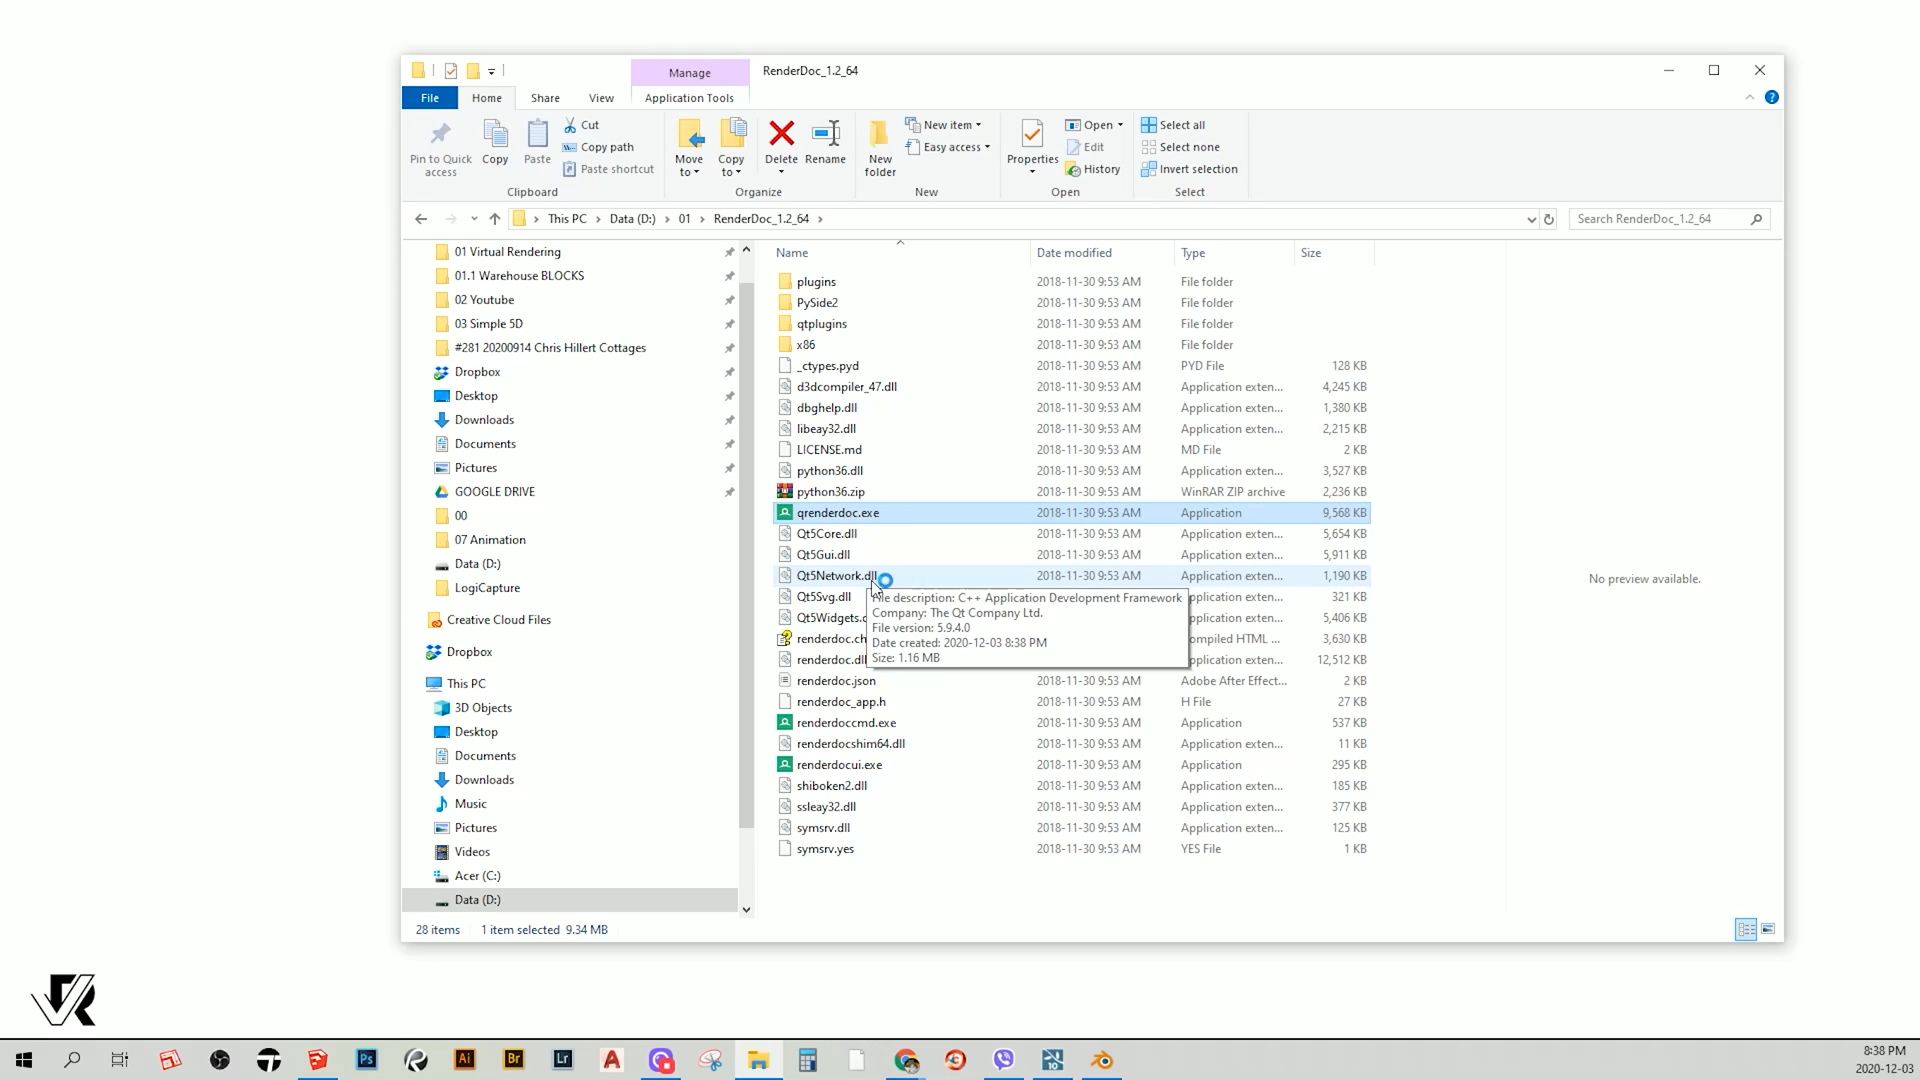 Manage
RenderDoc_1.2_64
File
Home
Share
View
Application Tools
Pin to Quick access
Copy
Paste
Cut
Copy path
Paste shortcut
Move to
Copy to
Delete
Rename
New folder
New item
Easy access
Properties
Open
Edit
History
Select all
Select none
Invert selection
Clipboard
Organize
New
Open
Select
This PC > Data (D:) > 01 > RenderDoc_1.2_64 >
Search RenderDoc_1.2_64
01 Virtual Rendering
01.1 Warehouse BLOCKS
02 Youtube
03 Simple 5D
#281 20200914 Chris Hillert Cottages
Dropbox
Desktop
Downloads
Documents
Pictures
GOOGLE DRIVE
00
07 Animation
Data (D:)
LogiCapture
Creative Cloud Files
Dropbox
This PC
3D Objects
Desktop
Documents
Downloads
Music
Pictures
Videos
Acer (C:)
Data (D:)
Name Date modified Type Size
plugins 2018-11-30 9:53 AM File folder
PySide2 2018-11-30 9:53 AM File folder
qtplugins 2018-11-30 9:53 AM File folder
x86 2018-11-30 9:53 AM File folder
_ctypes.pyd 2018-11-30 9:53 AM PYD File 128 KB
d3dcompiler_47.dll 2018-11-30 9:53 AM Application exten... 4,245 KB
dbghelp.dll 2018-11-30 9:53 AM Application exten... 1,380 KB
libeay32.dll 2018-11-30 9:53 AM Application exten... 2,215 KB
LICENSE.md 2018-11-30 9:53 AM MD File 2 KB
python36.dll 2018-11-30 9:53 AM Application exten... 3,527 KB
python36.zip 2018-11-30 9:53 AM WinRAR ZIP archive 2,236 KB
qrenderdoc.exe 2018-11-30 9:53 AM Application 9,568 KB
Qt5Core.dll 2018-11-30 9:53 AM Application exten... 5,654 KB
Qt5Gui.dll 2018-11-30 9:53 AM Application exten... 5,911 KB
Qt5Network.dll 2018-11-30 9:53 AM Application exten... 1,190 KB
Qt5Svg.dll 321 KB
Qt5Widgets. 5,406 KB
renderdoc.ch ompiled HTML ... 3,630 KB
renderdoc.dll 12,512 KB
File description: C++ Application Development Framework
Company: The Qt Company Ltd.
File version: 5.9.4.0
Date created: 2020-12-03 8:38 PM
Size: 1.16 MB
renderdoc.json 2018-11-30 9:53 AM Adobe After Effect... 2 KB
renderdoc_app.h 2018-11-30 9:53 AM H File 27 KB
renderdoccmd.exe 2018-11-30 9:53 AM Application 537 KB
renderdocshim64.dll 2018-11-30 9:53 AM Application exten... 11 KB
renderdocui.exe 2018-11-30 9:53 AM Application 295 KB
shiboken2.dll 2018-11-30 9:53 AM Application exten... 185 KB
ssleay32.dll 2018-11-30 9:53 AM Application exten... 377 KB
symsrv.dll 2018-11-30 9:53 AM Application exten... 125 KB
symsrv.yes 2018-11-30 9:53 AM YES File 1 KB
No preview available.
28 items 1 item selected 9.34 MB
VR
Ps
Ai
Br
Lr
A
10
8:38 PM
2020-12-03